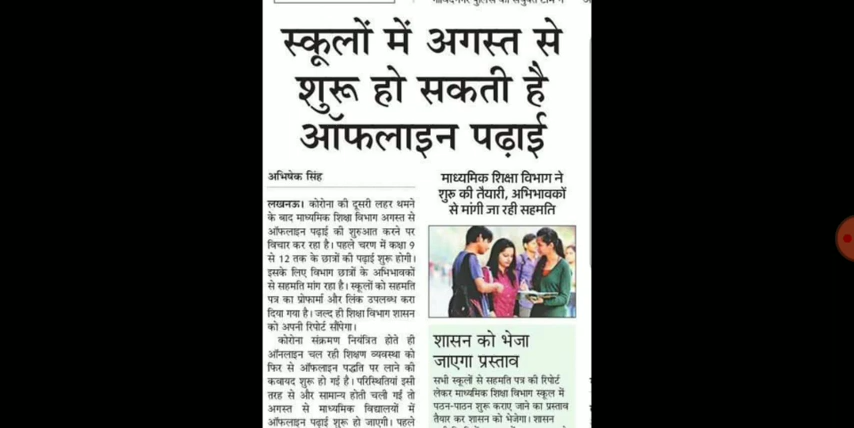 स्कूलों में अगस्त से
शुरू हो सकती है
ऑफलाइन पढ़ाई
अभिषेक सिंह
लखनऊ। कोरोना की दूसरी लहर थमने
के बाद माध्यमिक शिक्षा विभाग अगस्त से
ऑफलाइन पढ़ाई की शुरुआत करने पर
विचार कर रहा है। पहले चरण में कक्षा 9
से 12 तक के छात्रों की पढ़ाई शुरू होगी।
इसके लिए विभाग छात्रों के अभिभावकों
से सहमति मांग रहा है। स्कूलों को सहमति
पत्र का प्रोफार्मा और लिंक उपलब्ध करा
दिया गया है। जल्द ही शिक्षा विभाग शासन
को अपनी रिपोर्ट सौंपेगा।
कोरोना संक्रमण नियंत्रित होते ही
ऑनलाइन चल रही शिक्षण व्यवस्था को
फिर से ऑफलाइन पद्धति पर लाने की
कवायद शुरू हो गई है। परिस्थितियां इसी
तरह से और सामान्य होती चली गई तो
अगस्त से माध्यमिक विद्यालयों में
ऑफलाइन पढ़ाई शुरू हो जाएगी। पहले
माध्यमिक शिक्षा विभाग ने
शुरू की तैयारी, अभिभावकों
से मांगी जा रही सहमति
शासन को भेजा
जाएगा प्रस्ताव
सभी स्कूलों से सहमति पत्र की रिपोर्ट
लेकर माध्यमिक शिक्षा विभाग स्कूल में
पठन-पाठन शुरू कराए जाने का प्रस्ताव
तैयार कर शासन को भेजेगा। शासन